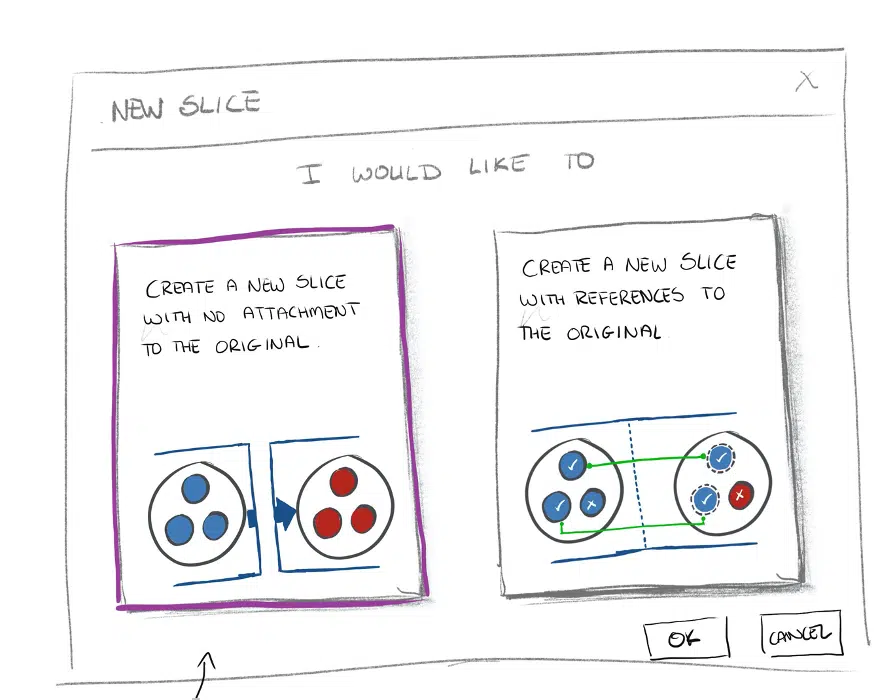 NEW SLICE
X
I WOULD LIKE TO
CREATE A NEW SLICE
WITH NO ATTACHMENT
TO THE ORIGINAL.
CREATE A NEW SLICE
WITH REFERENCES TO
THE ORIGINAL
OK
CANCEL